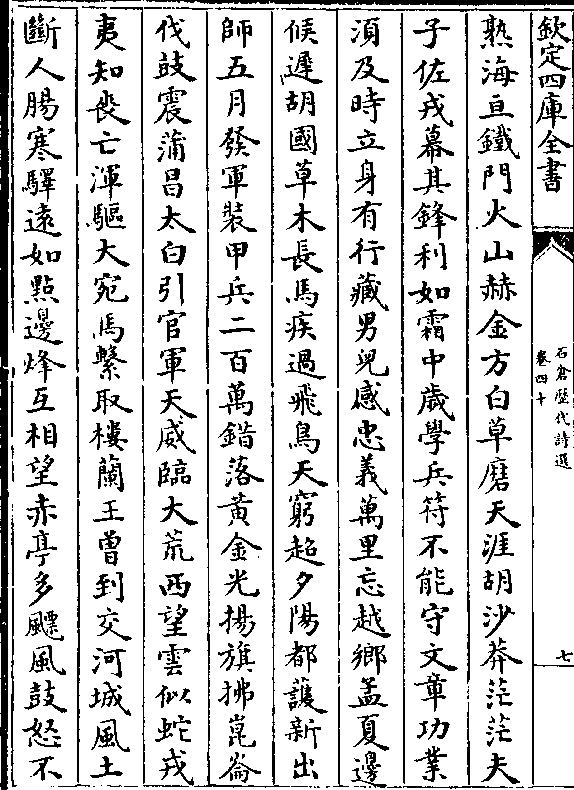 欽定四庫全書
石倉歷代詩選
卷四十
七
熱海亘鐵門火山赫金方白草磨天涯胡沙莽茫茫夫
子佐戎幕其鋒利如霜中歲學兵符不能守文章功業
湏及時立身有行藏男兒感忠義萬里忘越鄉孟夏邊
候遲胡國草木長馬疾過飛鳥天窮超夕陽都護新出
師五月發軍裝甲兵二百萬錯落黃金光揚旗拂崑崙
伐鼓震蒲昌太白引官軍天威臨大荒西望雲似蛇戎
夷知喪亡渾驅大宛馬繫取樓蘭王曾到交河城風土
斷人腸寒驛遠如點邊烽互相望赤亭多飄風鼓怒不